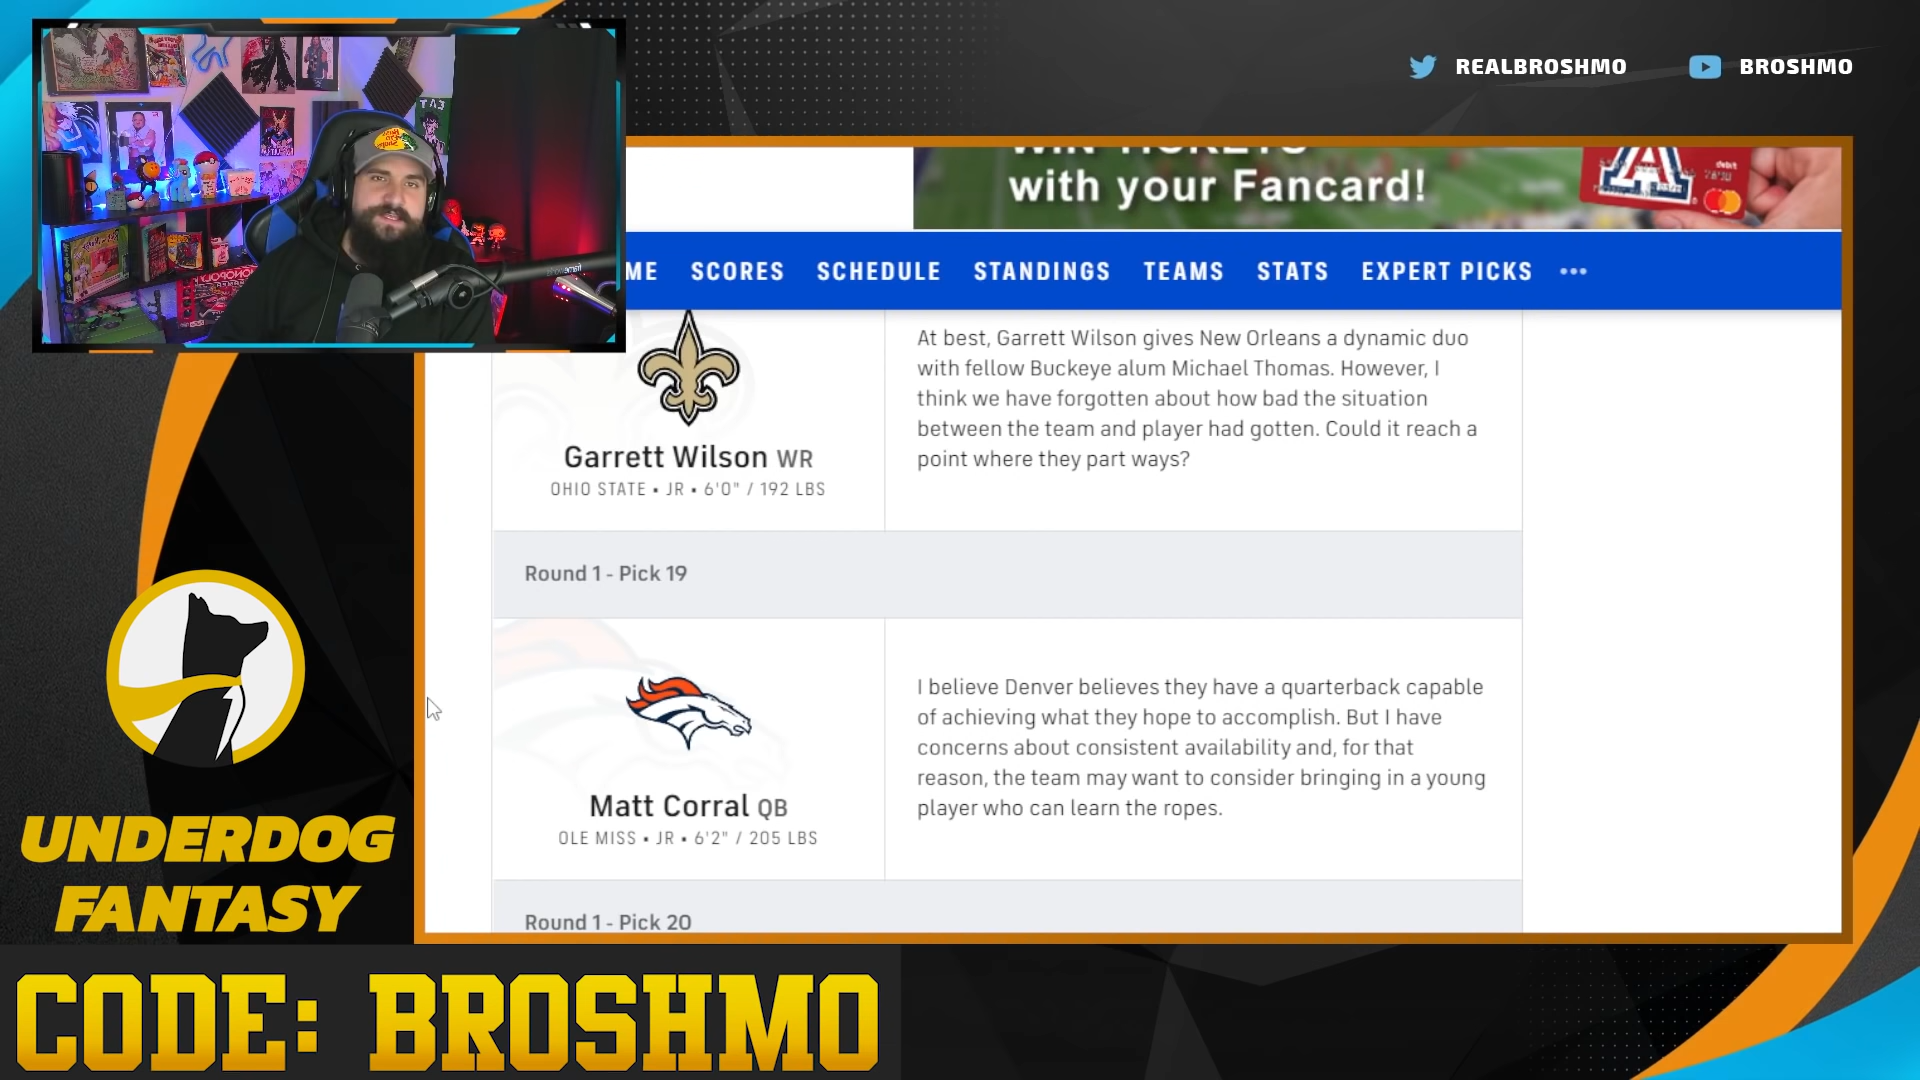 REALBROSHMO
BROSHMO
with your Fancard!
ME SCORES SCHEDULE STANDINGS TEAMS STATS EXPERT PICKS •••
Garrett Wilson WR
OHIO STATE • JR • 6'0" / 192 LBS
At best, Garrett Wilson gives New Orleans a dynamic duo
with fellow Buckeye alum Michael Thomas. However, I
think we have forgotten about how bad the situation
between the team and player had gotten. Could it reach a
point where they part ways?
Round 1 - Pick 19
Matt Corral QB
OLE MISS • JR • 6'2" / 205 LBS
I believe Denver believes they have a quarterback capable
of achieving what they hope to accomplish. But I have
concerns about consistent availability and, for that
reason, the team may want to consider bringing in a young
player who can learn the ropes.
Round 1 - Pick 20
UNDERDOG
FANTASY
CODE: BROSHMO